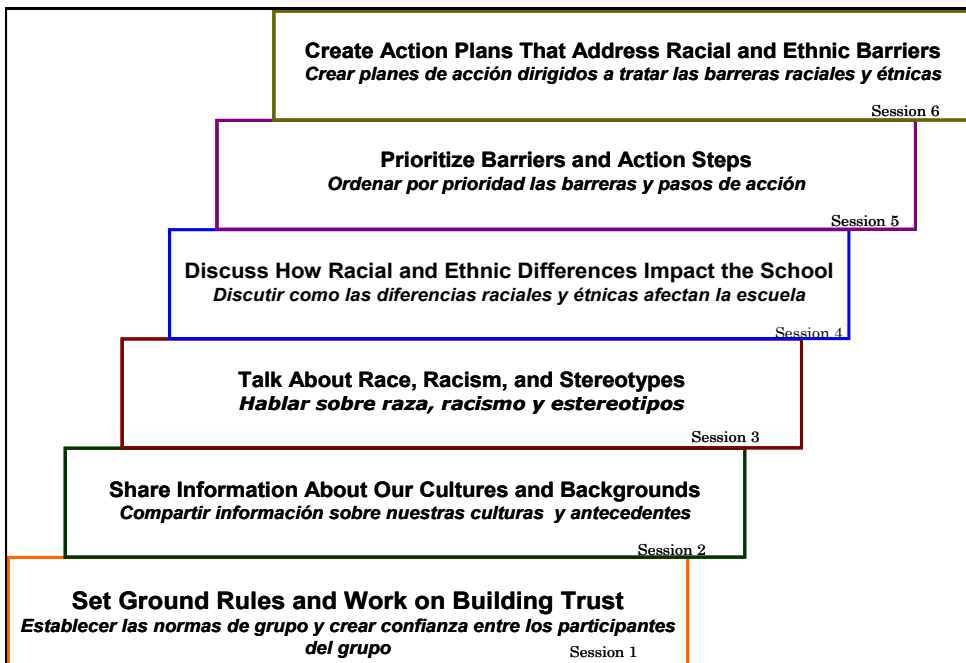 Create Action Plans That Address Racial and Ethnic Barriers
Crear planes de acción dirigidos a tratar las barreras raciales y étnicas
Session 6
Prioritize Barriers and Action Steps
Ordenar por prioridad las barreras y pasos de acción
Session 5
Discuss How Racial and Ethnic Differences Impact the School
Discutir como las diferencias raciales y étnicas afectan la escuela
Session 4
Talk About Race, Racism, and Stereotypes
Hablar sobre raza, racismo y estereotipos
Session 3
Share Information About Our Cultures and Backgrounds
Compartir información sobre nuestras culturas y antecedentes
Session 2
Set Ground Rules and Work on Building Trust
Establecer las normas de grupo y crear confianza entre los participantes
del grupo
Session 1